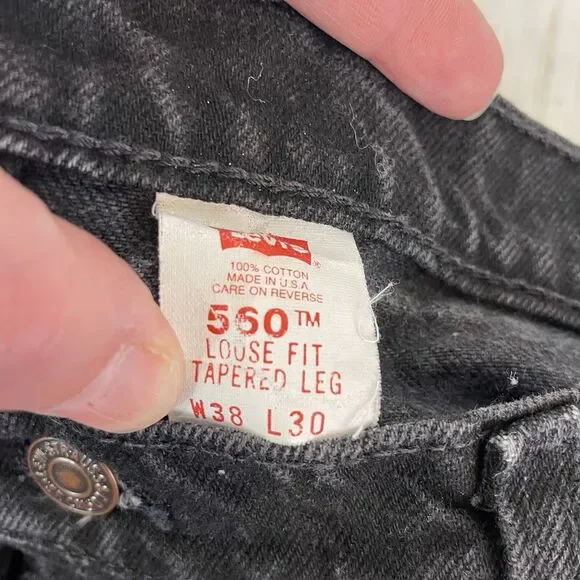 Levi's
®
100% COTTON
MADE IN U.S.A.
CARE ON REVERSE
560™
LOOSE FIT
TAPERED LEG
W38 L30